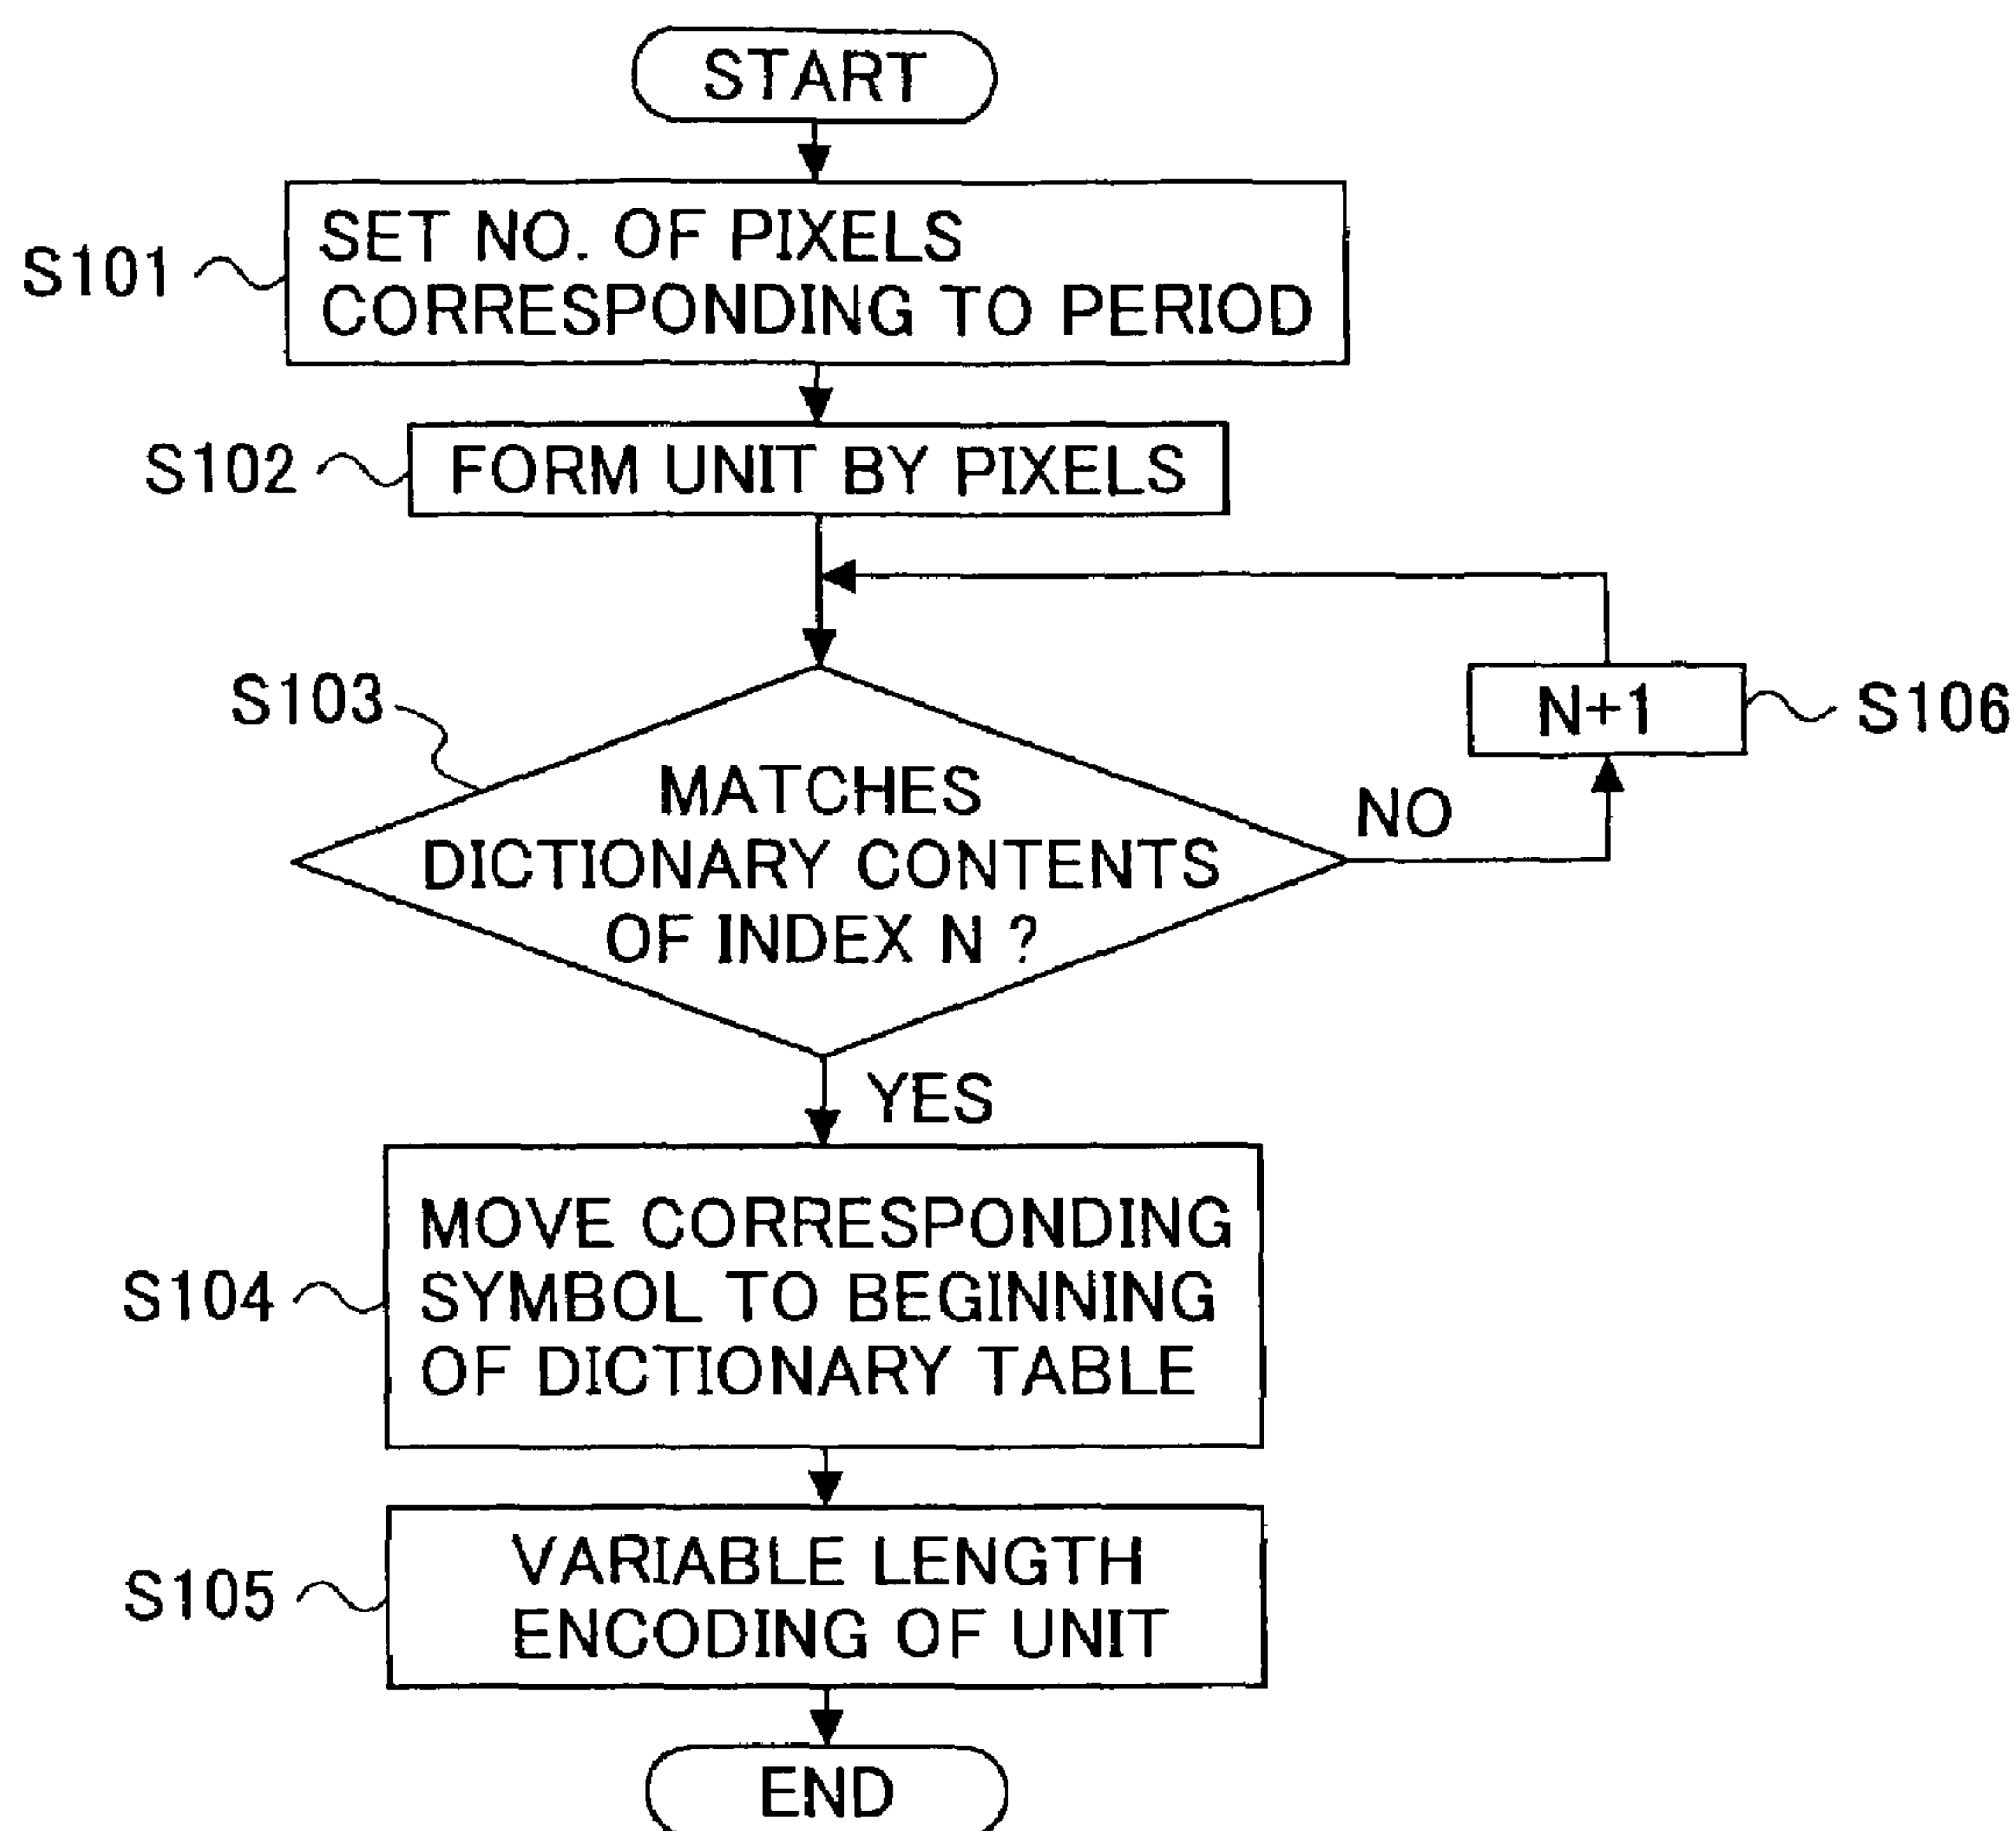 START
S101
SET NO. OF PIXELS
CORRESPONDING TO PERIOD
S102
FORM UNIT BY PIXELS
S103
MATCHES
DICTIONARY CONTENTS
OF INDEX N ?
NO
N+1
S106
YES
S104
MOVE CORRESPONDING
SYMBOL TO BEGINNING
OF DICTIONARY TABLE
S105
VARIABLE LENGTH
ENCODING OF UNIT
END